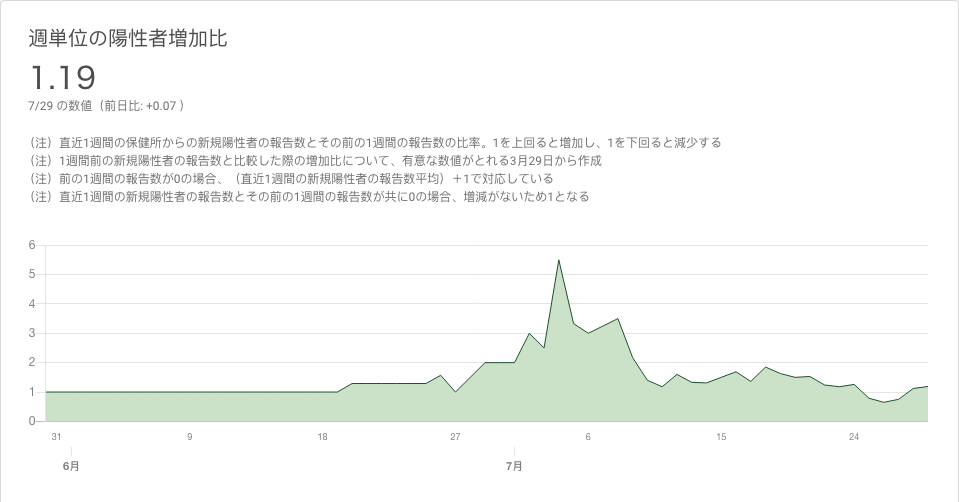 週単位の陽性者増加比
1.19
7/29 の数値（前日比: +0.07 ）
（注）直近1週間の保健所からの新規陽性者の報告数とその前の1週間の報告数の比率。1を上回ると増加し、1を下回ると減少する
（注）1週間前の新規陽性者の報告数と比較した際の増加比について、有意な数値がとれる3月29日から作成
（注）前の1週間の報告数が0の場合、（直近1週間の新規陽性者の報告数平均）＋1で対応している
（注）直近1週間の新規陽性者の報告数とその前の1週間の報告数が共に0の場合、増減がないため1となる
6
5
4
3
2
1
0
31 9 18 27 6 15 24
6月 7月